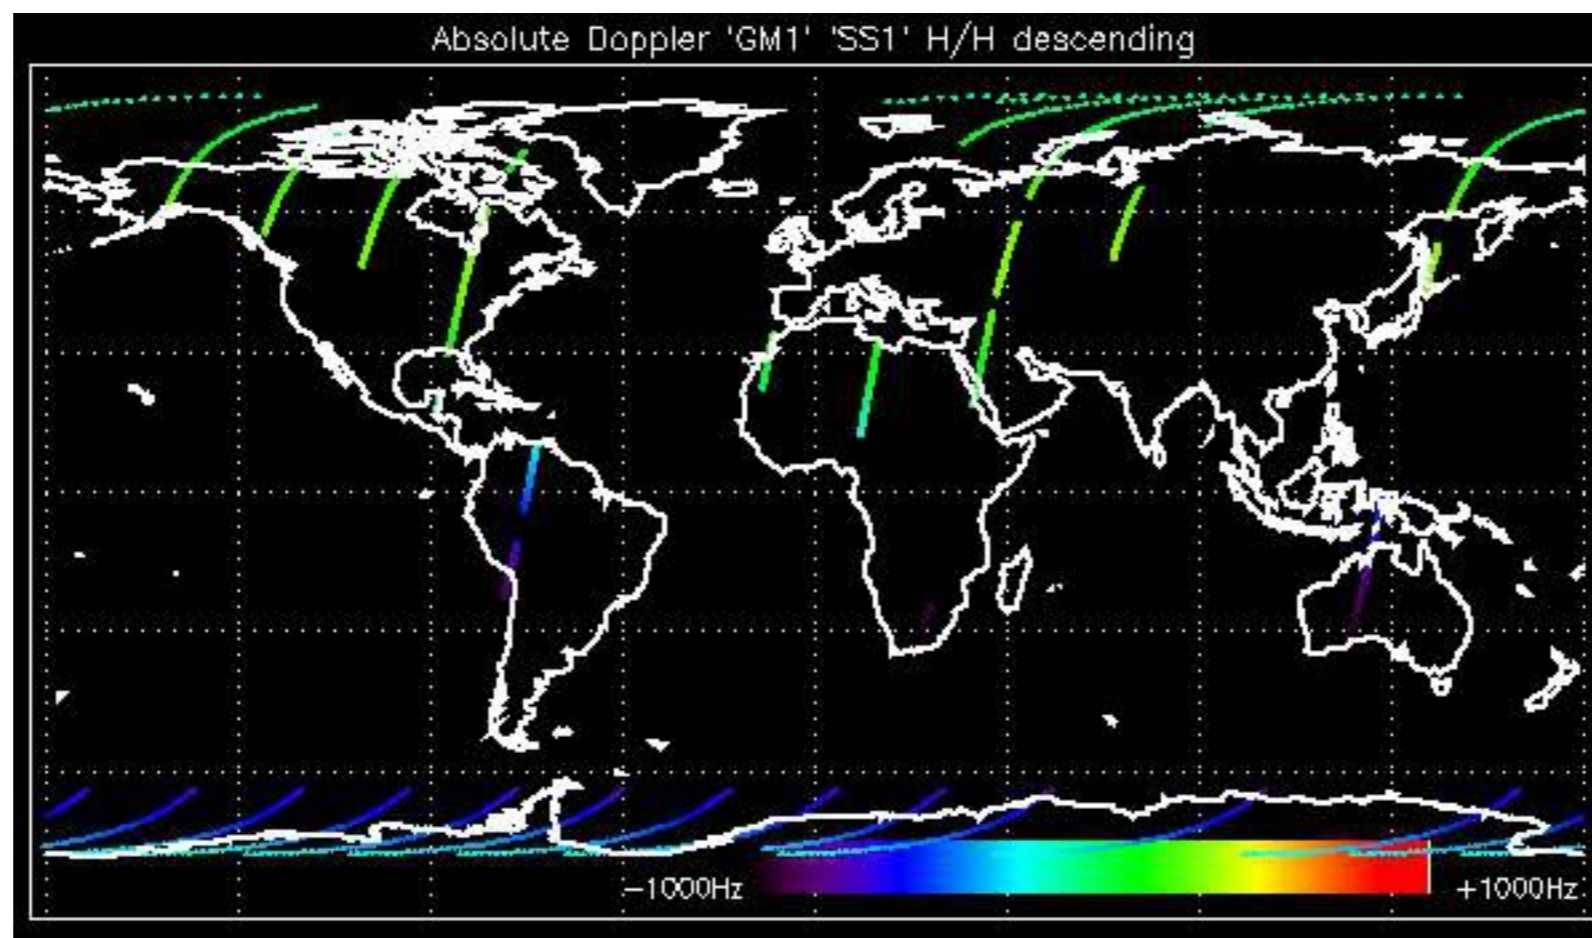 Absolute Doppler 'GM1' 'SS1' H/H descending
-1000Hz
+1000Hz